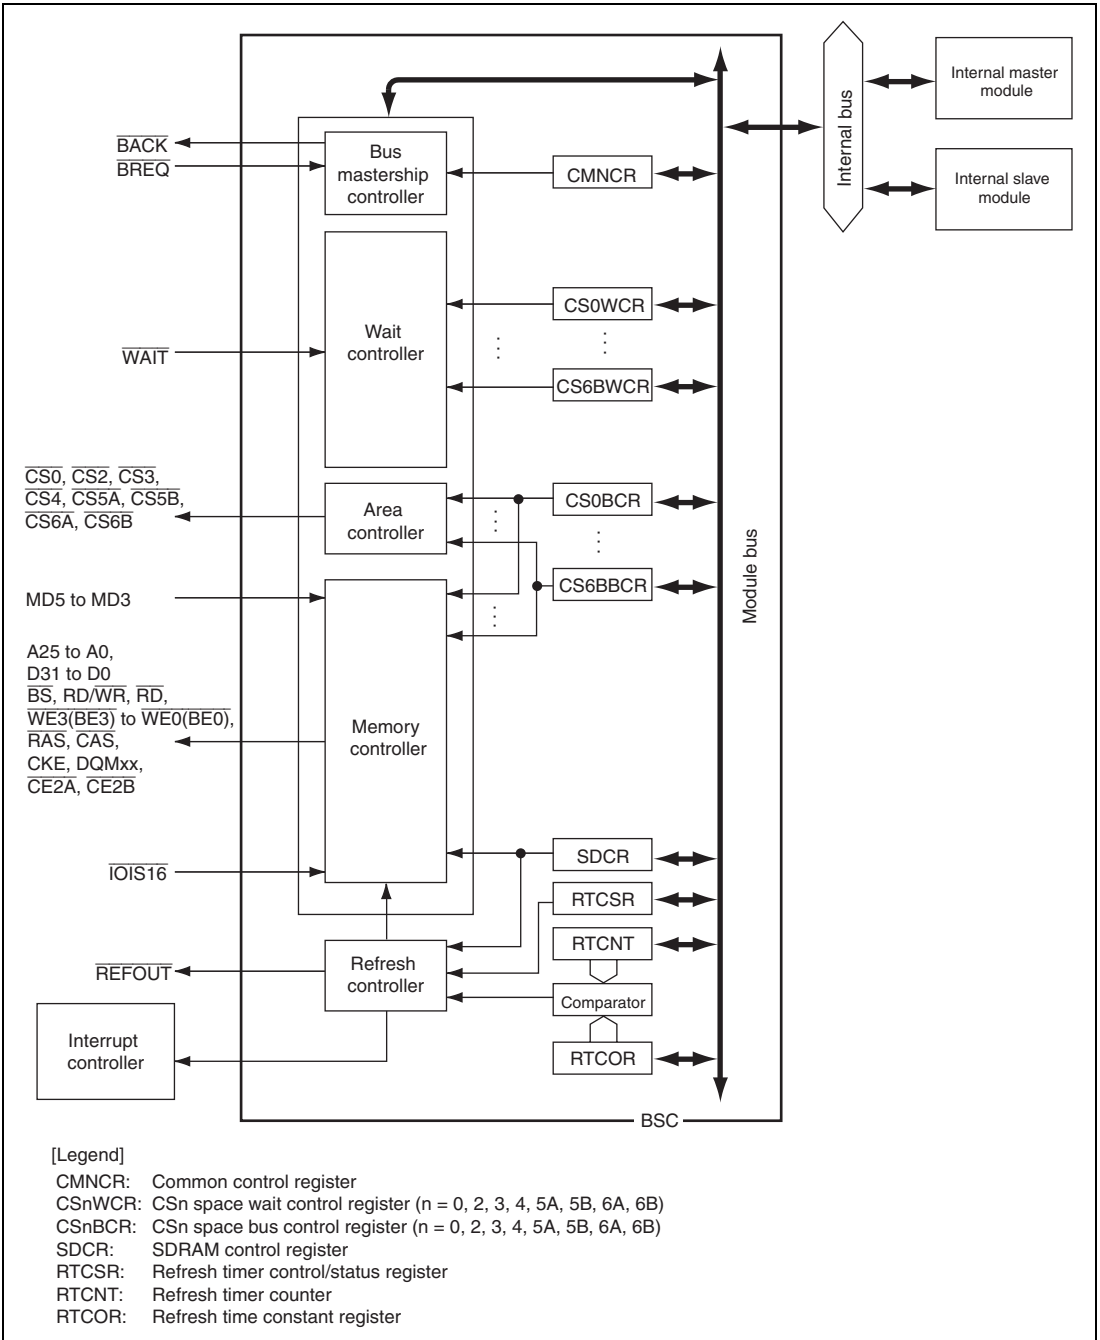 BACK
BREQ
Bus
mastership
controller
CMNCR
Internal bus
Internal master
module
Internal slave
module
WAIT
Wait
controller
CS0WCR
CS6BWCR
CS0, CS2, CS3,
CS4, CS5A, CS5B,
CS6A, CS6B
Area
controller
CS0BCR
CS6BBCR
Module bus
MD5 to MD3
A25 to A0,
D31 to D0
BS, RD/WR, RD,
WE3(BE3) to WE0(BE0),
RAS, CAS,
CKE, DQMxx,
CE2A, CE2B
Memory
controller
IOIS16
SDCR
RTCSR
RTCNT
Comparator
RTCOR
REFOUT
Refresh
controller
Interrupt
controller
BSC
[Legend]
CMNCR: Common control register
CSnWCR: CSn space wait control register (n = 0, 2, 3, 4, 5A, 5B, 6A, 6B)
CSnBCR: CSn space bus control register (n = 0, 2, 3, 4, 5A, 5B, 6A, 6B)
SDCR: SDRAM control register
RTCSR: Refresh timer control/status register
RTCNT: Refresh timer counter
RTCOR: Refresh time constant register